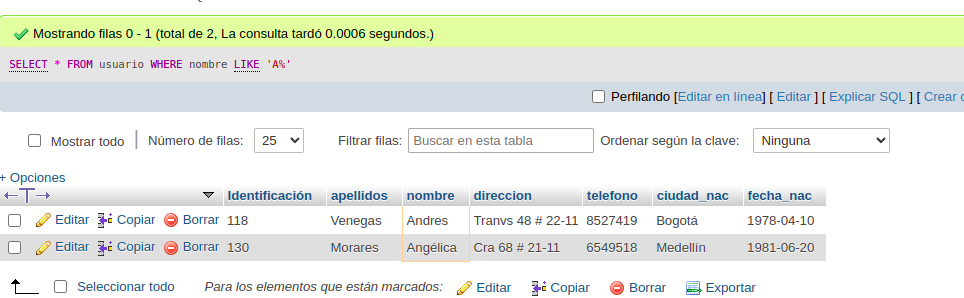 Mostrando filas 0 - 1 (total de 2, La consulta tardó 0.0006 segundos.)
SELECT * FROM usuario WHERE nombre LIKE 'A%'
Perfilando [Editar en línea] [ Editar ] [ Explicar SQL ] [ Crear
Mostrar todo | Número de filas: 25 Filtrar filas: Buscar en esta tabla Ordenar según la clave: Ninguna
+ Opciones
←T→ Identificación apellidos nombre direccion telefono ciudad_nac fecha_nac
Editar Copiar Borrar 118 Venegas Andres Tranvs 48 # 22-11 8527419 Bogotá 1978-04-10
Editar Copiar Borrar 130 Morares Angélica Cra 68 # 21-11 6549518 Medellín 1981-06-20
Seleccionar todo Para los elementos que están marcados: Editar Copiar Borrar Exportar